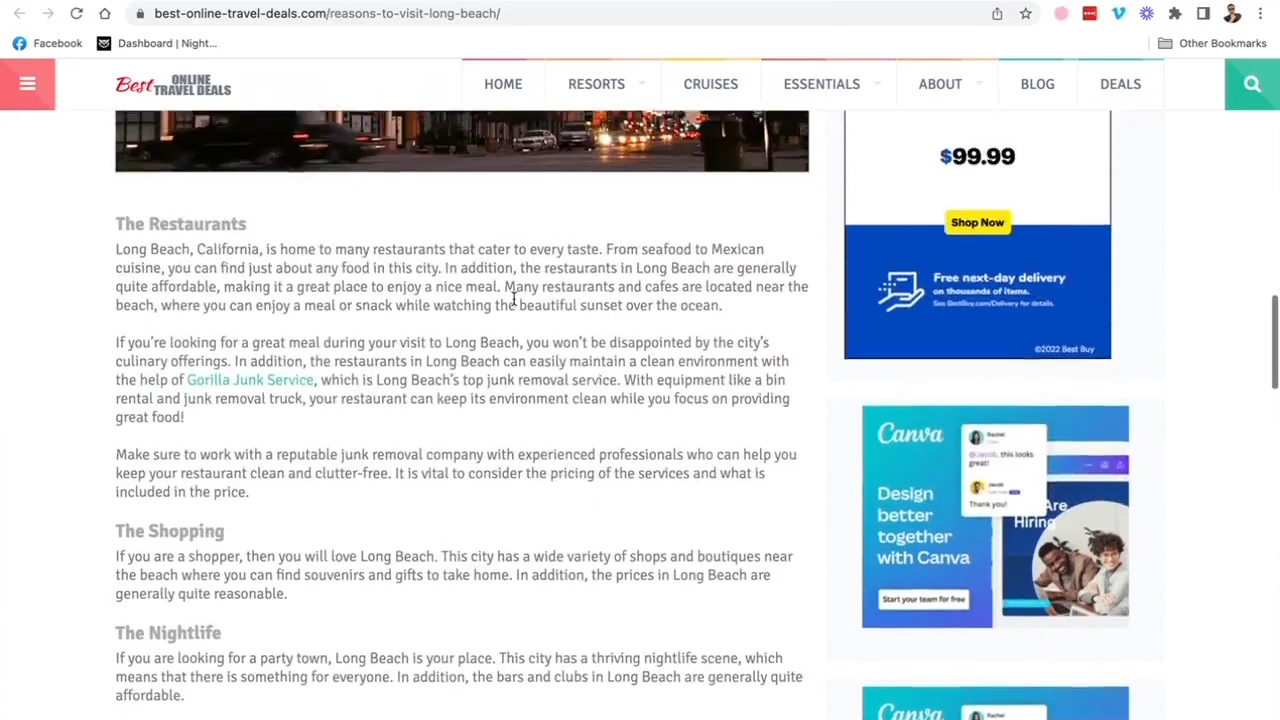 best-online-travel-deals.com/reasons-to-visit-long-beach/
Facebook
Dashboard | Night...
Other Bookmarks
Best ONLINE TRAVEL DEALS
HOME
RESORTS
CRUISES
ESSENTIALS
ABOUT
BLOG
DEALS
The Restaurants
Long Beach, California, is home to many restaurants that cater to every taste. From seafood to Mexican
cuisine, you can find just about any food in this city. In addition, the restaurants in Long Beach are generally
quite affordable, making it a great place to enjoy a nice meal. Many restaurants and cafes are located near the
beach, where you can enjoy a meal or snack while watching the beautiful sunset over the ocean.
If you're looking for a great meal during your visit to Long Beach, you won't be disappointed by the city's
culinary offerings. In addition, the restaurants in Long Beach can easily maintain a clean environment with
the help of Gorilla Junk Service, which is Long Beach's top junk removal service. With equipment like a bin
rental and junk removal truck, your restaurant can keep its environment clean while you focus on providing
great food!
Make sure to work with a reputable junk removal company with experienced professionals who can help you
keep your restaurant clean and clutter-free. It is vital to consider the pricing of the services and what is
included in the price.
The Shopping
If you are a shopper, then you will love Long Beach. This city has a wide variety of shops and boutiques near
the beach where you can find souvenirs and gifts to take home. In addition, the prices in Long Beach are
generally quite reasonable.
The Nightlife
If you are looking for a party town, Long Beach is your place. This city has a thriving nightlife scene, which
means that there is something for everyone. In addition, the bars and clubs in Long Beach are generally quite
affordable.
$99.99
Shop Now
Free next-day delivery
on thousands of items.
See BestBuy.com/Delivery for details.
©2022 Best Buy
Canva
Rachel
@Jacob, this looks
great!
Jacob
Thank you!
Design
better
together
with Canva
Are
Hiring
Start your team for free
Canva
Rachel